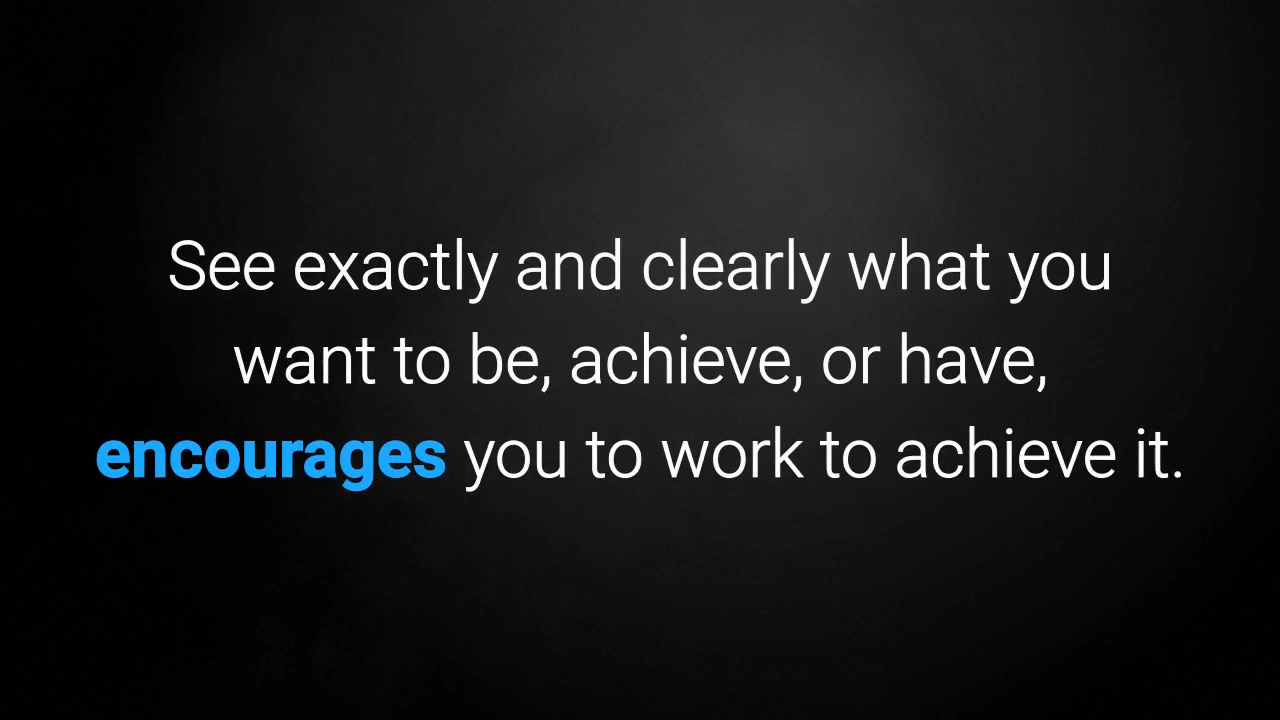 See exactly and clearly what you
want to be, achieve, or have,
encourages you to work to achieve it.